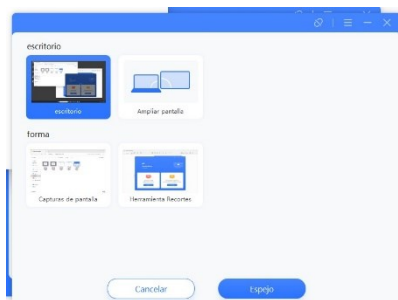 escritorio
escritorio
Ampliar pantalla
forma
Capturas de pantalla
Herramienta Recortes
Cancelar
Espejo